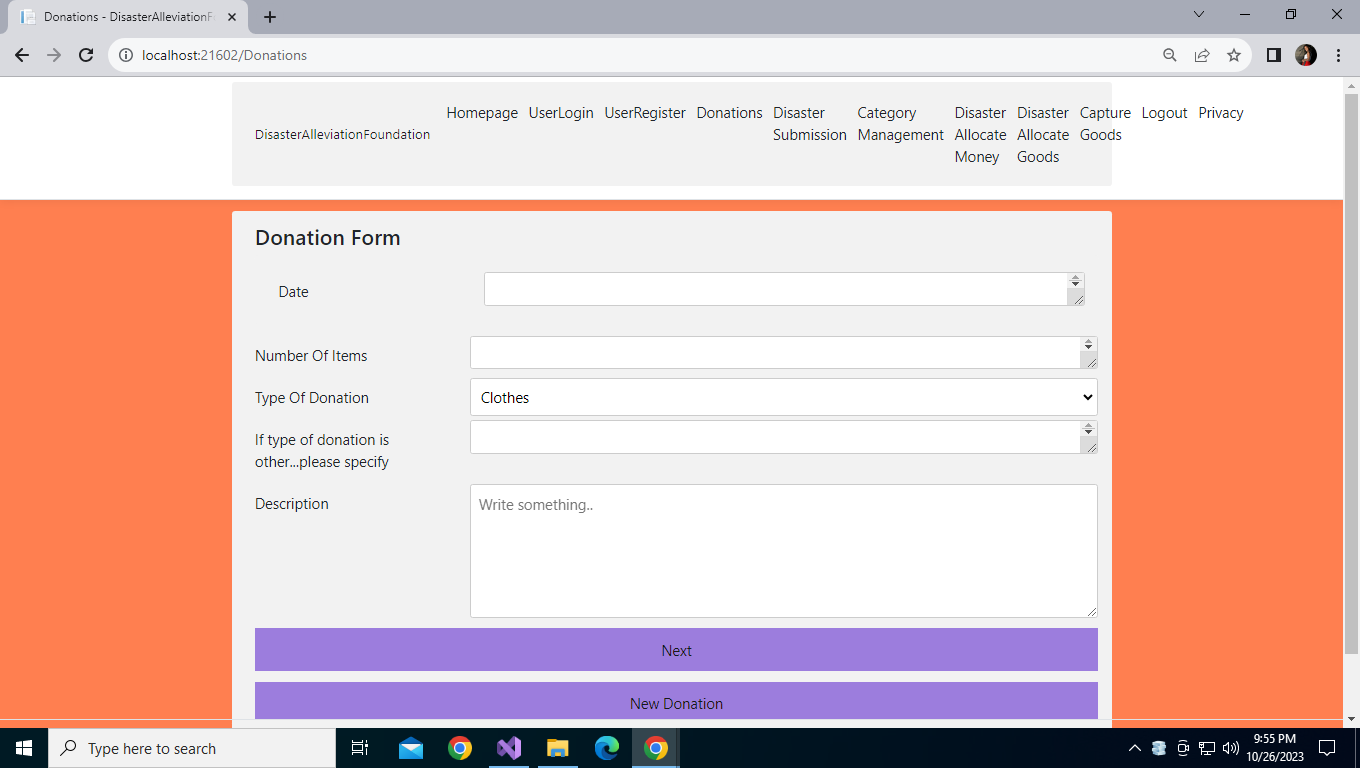 Donations - DisasterAlleviationF
localhost:21602/Donations
DisasterAlleviationFoundation
Homepage
UserLogin
UserRegister
Donations
Disaster
Submission
Category
Management
Disaster
Allocate
Money
Disaster
Allocate
Goods
Capture
Goods
Logout
Privacy
Donation Form
Date
Number Of Items
Type Of Donation
Clothes
If type of donation is
other...please specify
Description
Write something..
Next
New Donation
Type here to search
9:55 PM
10/26/2023